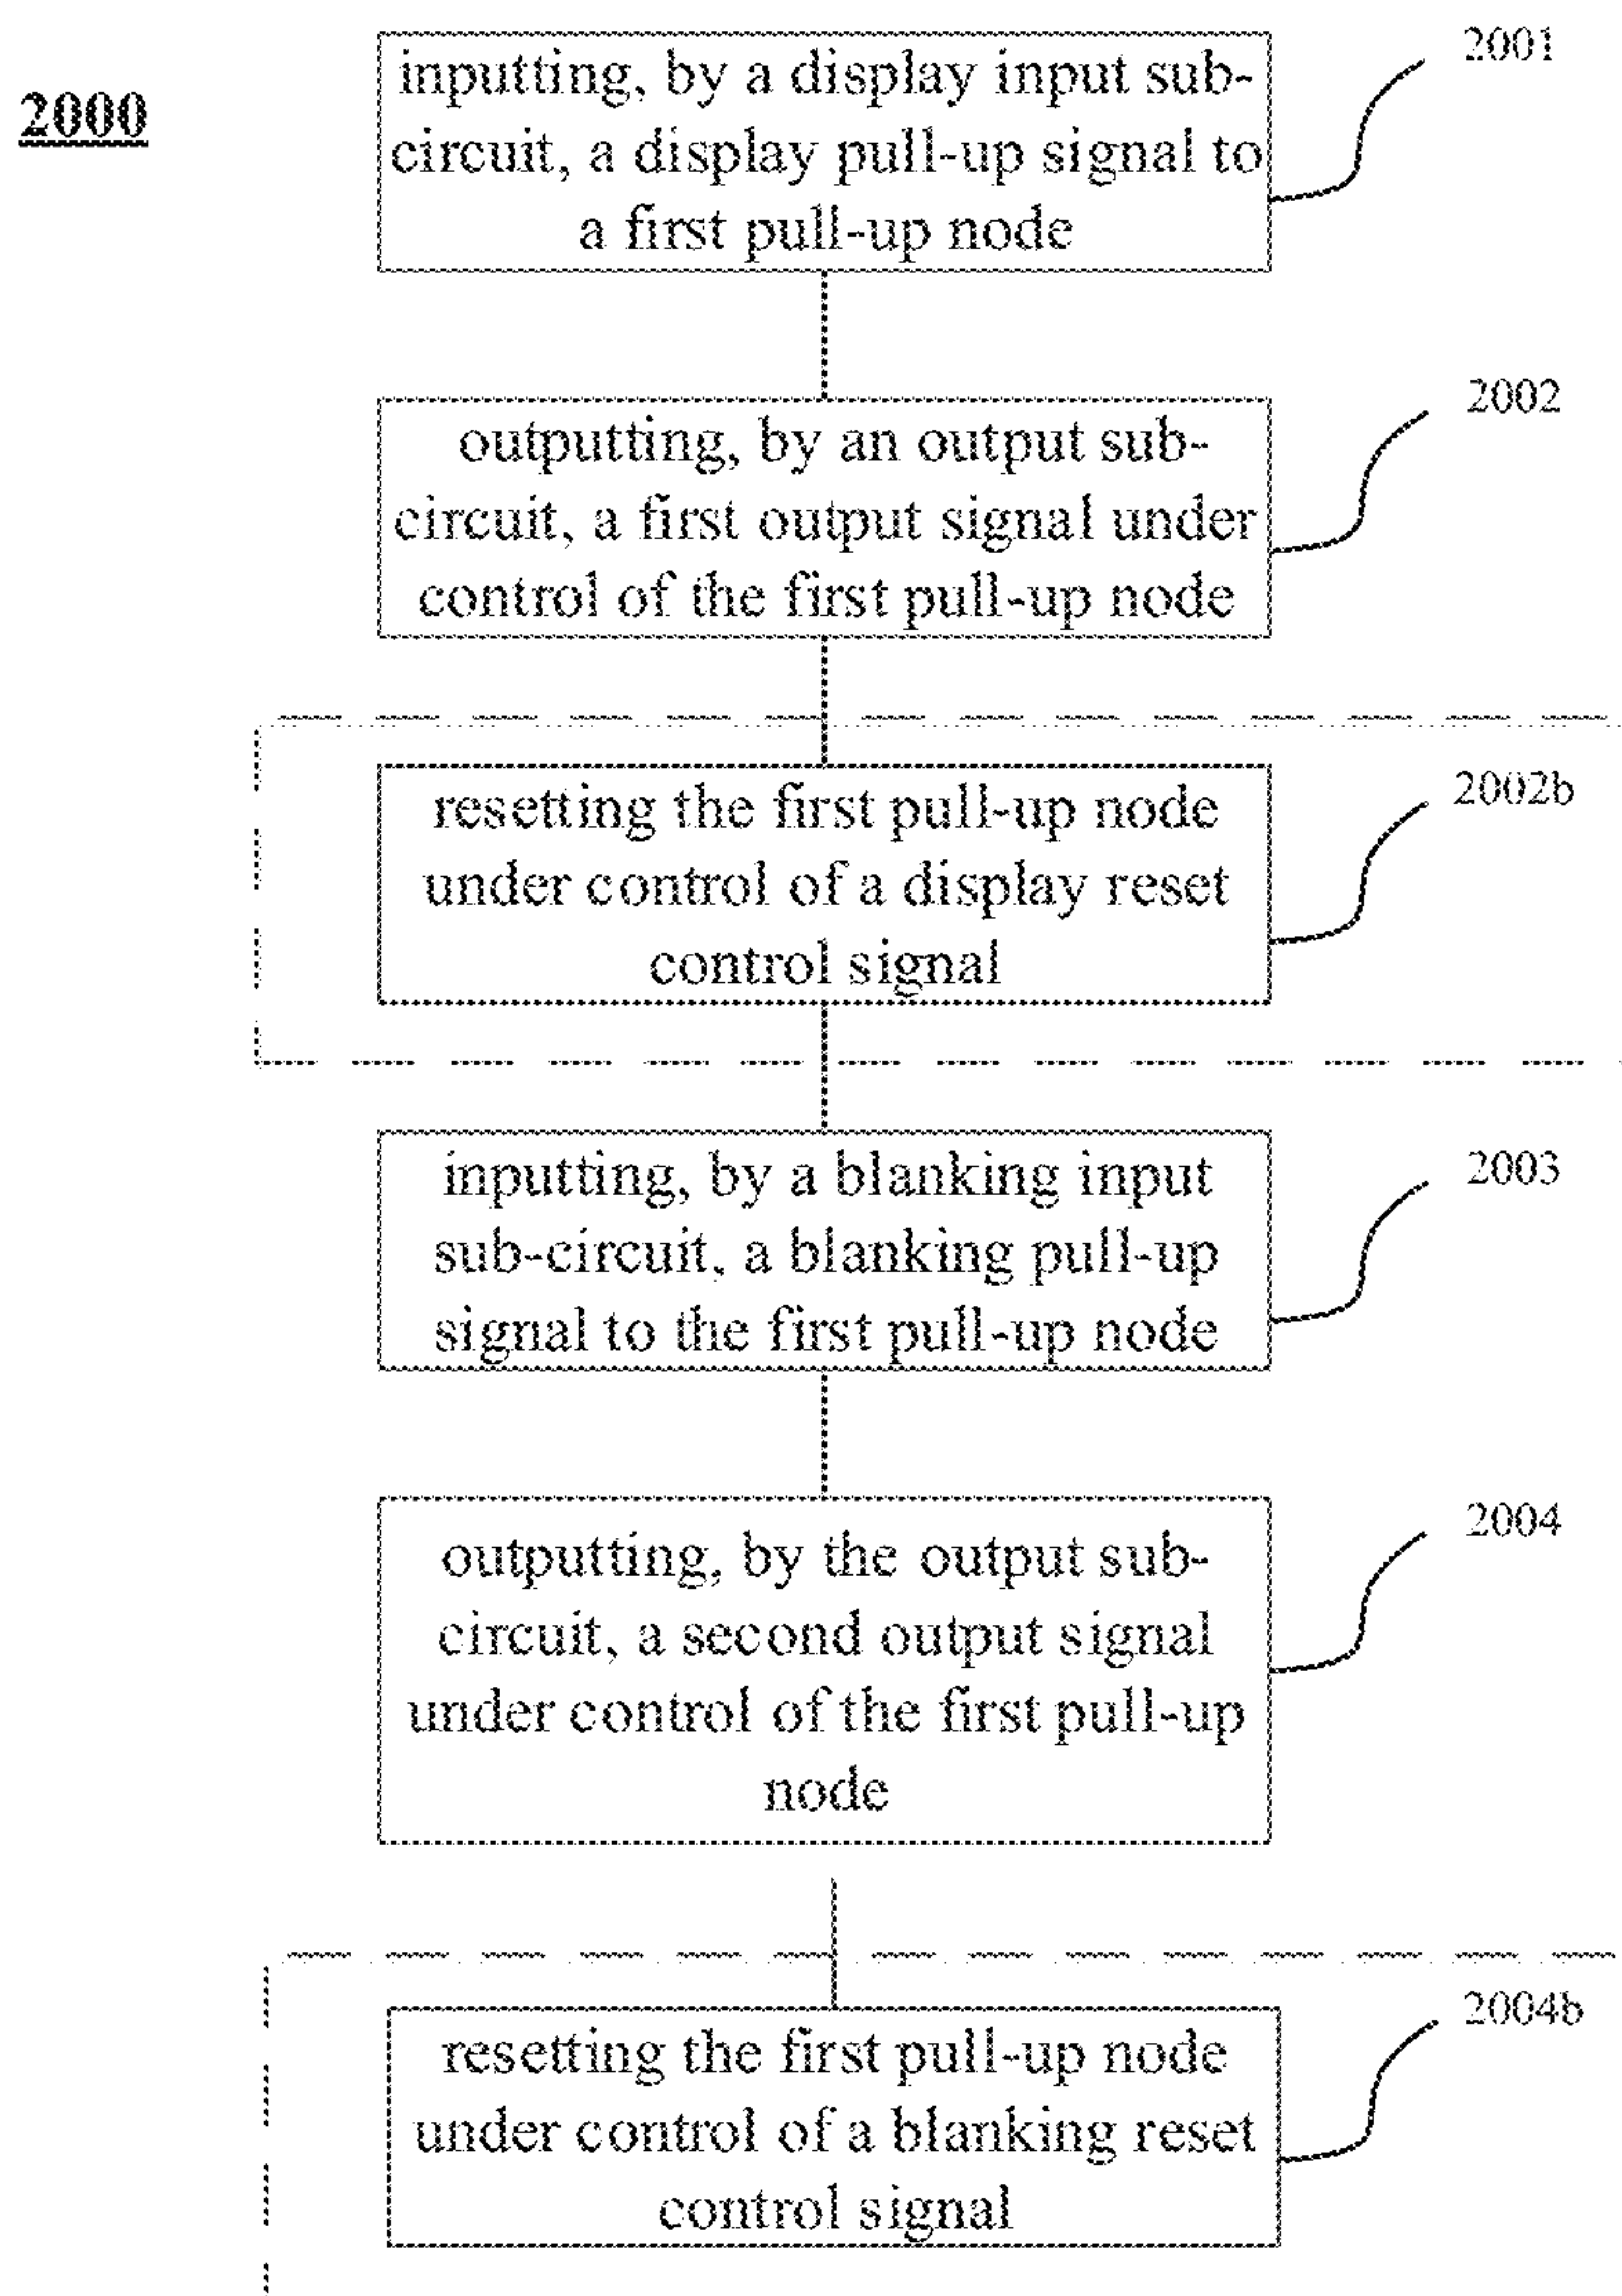 2000
2001
inputting, by a display input sub-
circuit, a display pull-up signal to
a first pull-up node
2002
outputting, by an output sub-
circuit, a first output signal under
control of the first pull-up node
2002b
resetting the first pull-up node
under control of a display reset
control signal
2003
inputting, by a blanking input
sub-circuit, a blanking pull-up
signal to the first pull-up node
2004
outputting, by the output sub-
circuit, a second output signal
under control of the first pull-up
node
2004b
resetting the first pull-up node
under control of a blanking reset
control signal